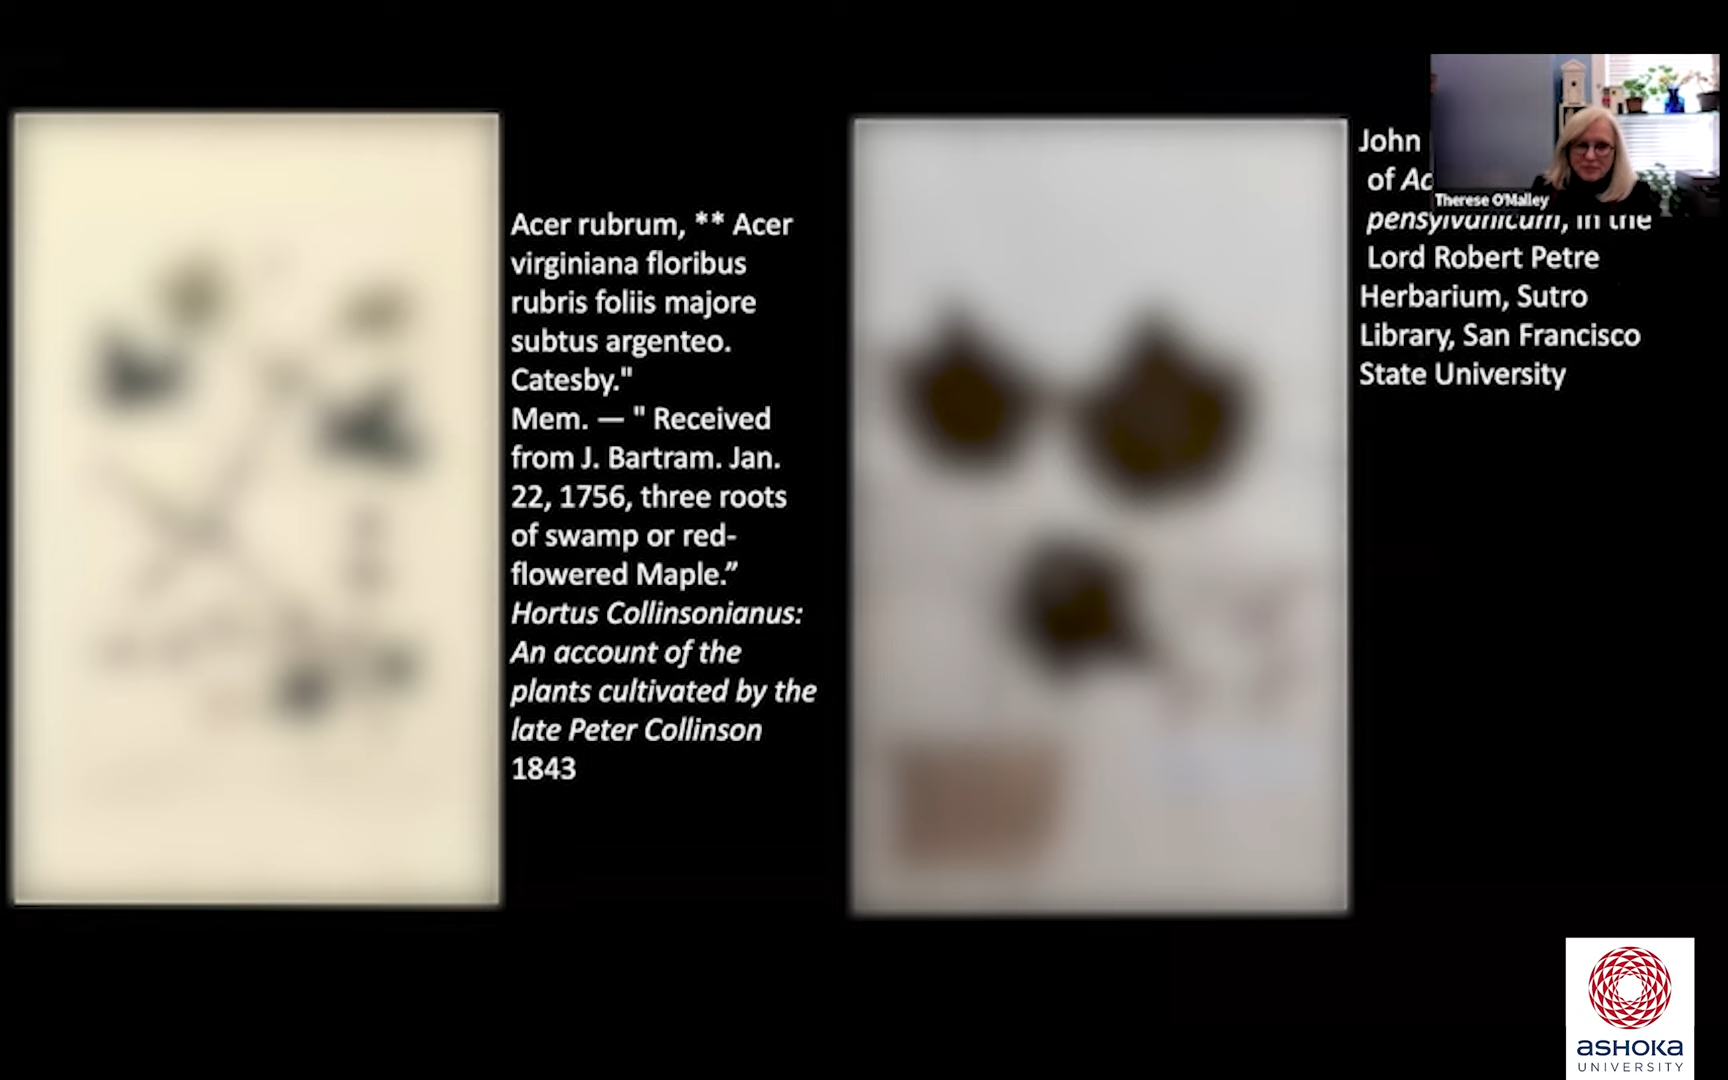 Acer rubrum, ** Acer
virginiana floribus
rubris foliis majore
subtus argenteo.
Catesby."
Mem. — " Received
from J. Bartram. Jan.
22, 1756, three roots
of swamp or red-
flowered Maple.”
Hortus Collinsonianus:
An account of the
plants cultivated by the
late Peter Collinson
1843
John
of
pensylvanicum, in the
Lord Robert Petre
Herbarium, Sutro
Library, San Francisco
State University
Therese O'Malley
ASHOKA
UNIVERSITY